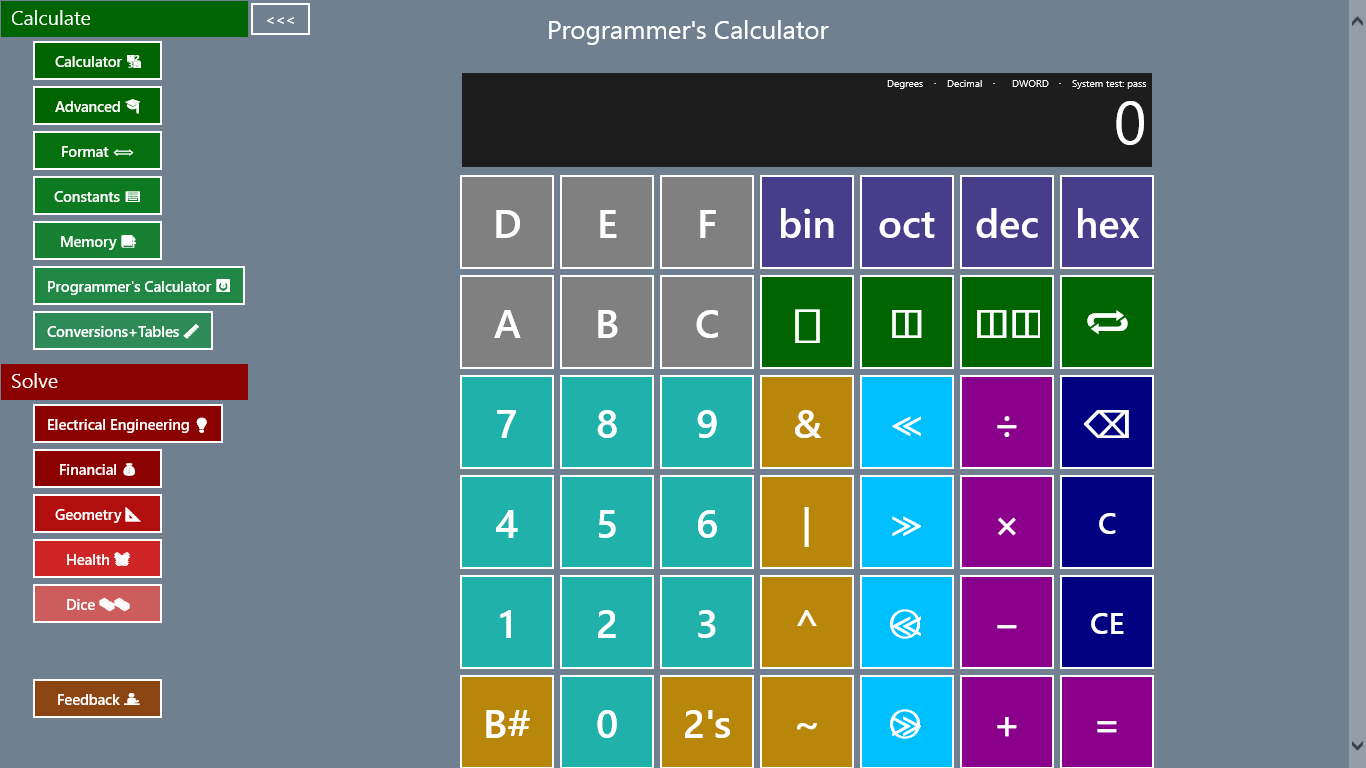 Calculate
<<<
Calculator
Advanced
Format
Constants
Memory
Programmer's Calculator
Conversions+Tables
Solve
Electrical Engineering
Financial
Geometry
Health
Dice
Feedback
Programmer's Calculator
Degrees · Decimal · DWORD · System test: pass
0
D E F bin oct dec hex
A B C
7 8 9 & ≪ ÷ ⌫
4 5 6 | ≫ × C
1 2 3 ^ − CE
B# 0 2's ~ + =